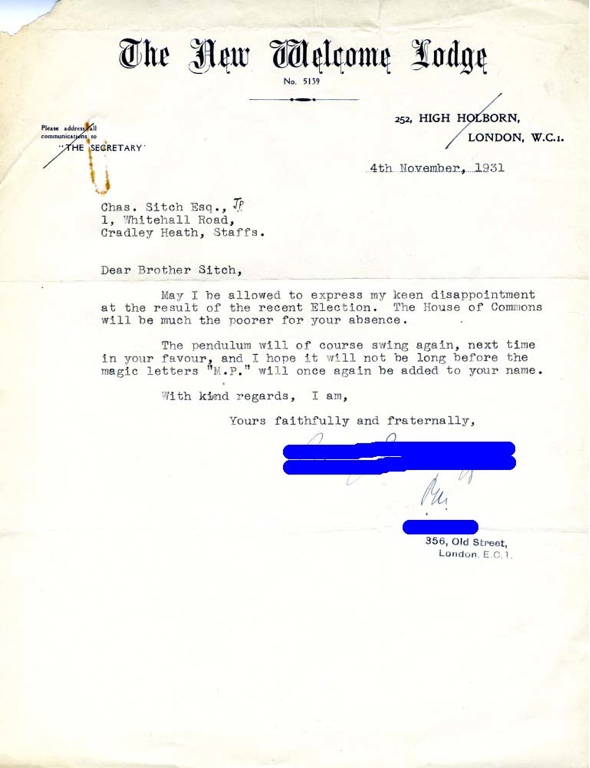 The New Welcome Lodge
No. 5139
Please address all
communications to
"THE SECRETARY"
252, HIGH HOLBORN,
LONDON, W.C.1.
4th November, 1931
Chas. Sitch Esq., JP
1, Whitehall Road,
Cradley Heath, Staffs.
Dear Brother Sitch,
May I be allowed to express my keen disappointment
at the result of the recent Election. The House of Commons
will be much the poorer for your absence.
The pendulum will of course swing again, next time
in your favour, and I hope it will not be long before the
magic letters "M.P." will once again be added to your name.
With kind regards, I am,
Yours faithfully and fraternally,
356, Old Street,
London. E.C.1.